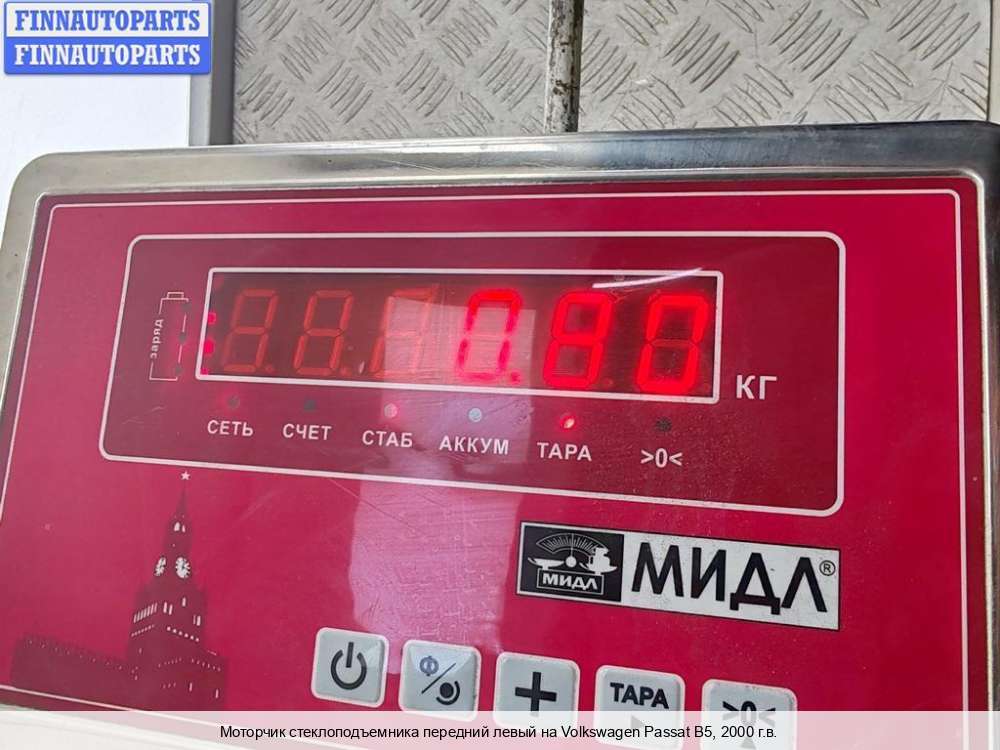 FINNAUTOPARTS
FINNAUTOPARTS
заряд
0.80 КГ
СЕТЬ СЧЕТ СТАБ АККУМ ТАРА >0<
МИДЛ МИДЛ®
Ф
ТАРА >0<
Моторчик стеклоподъемника передний левый на Volkswagen Passat B5, 2000 г.в.